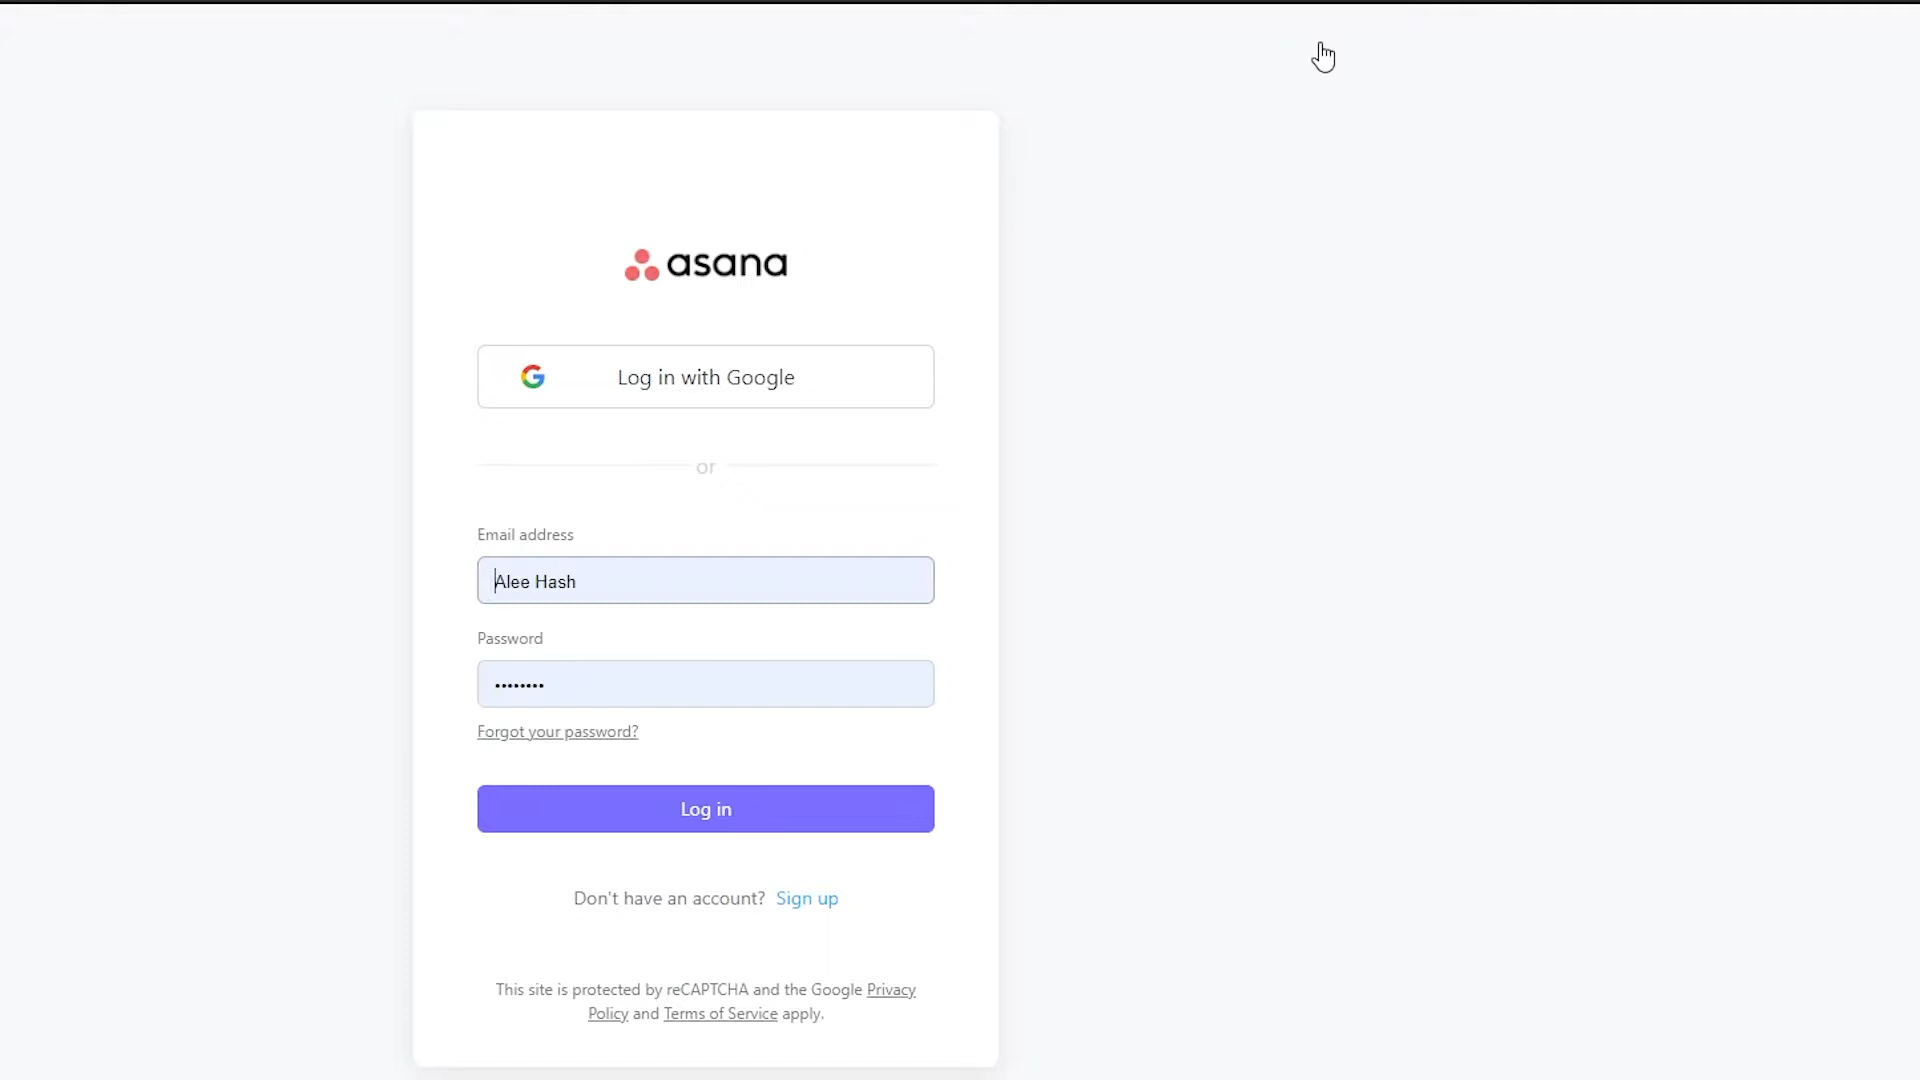 asana
Log in with Google
or
Email address
Alee Hash
Password
••••••••
Forgot your password?
Log in
Don't have an account? Sign up
This site is protected by reCAPTCHA and the Google Privacy
Policy and Terms of Service apply.